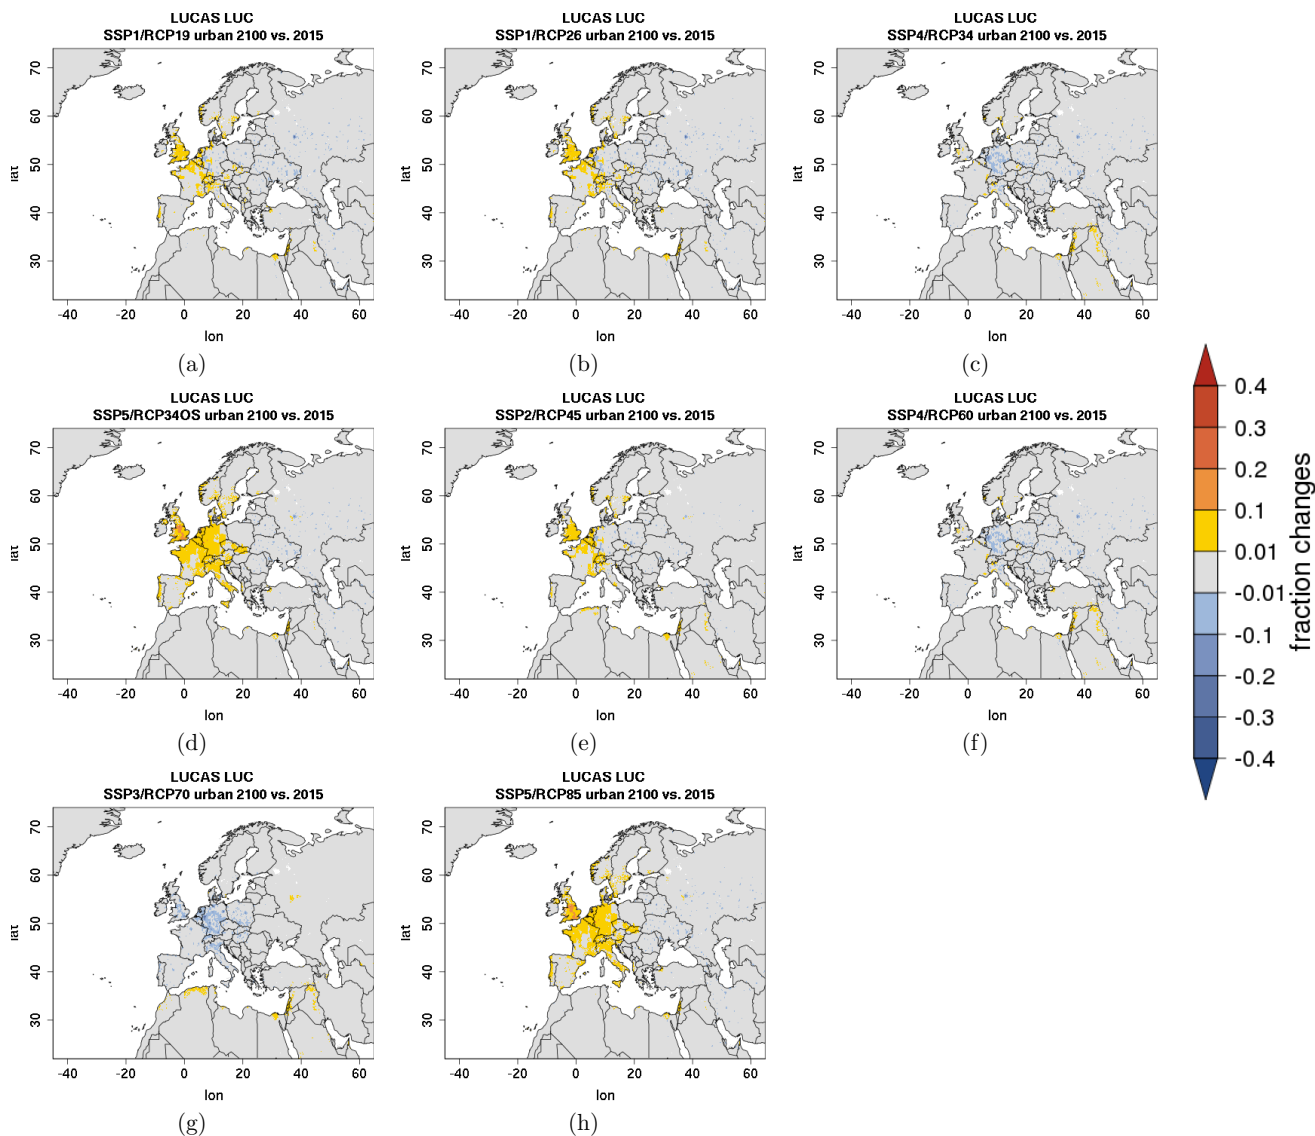 LUCAS LUC
SSP1/RCP19 urban 2100 vs. 2015
LUCAS LUC
SSP1/RCP26 urban 2100 vs. 2015
LUCAS LUC
SSP4/RCP34 urban 2100 vs. 2015
70
60
50
40
30
lat
-40 -20 0 20 40 60
lon
(a)
70
60
50
40
30
lat
-40 -20 0 20 40 60
lon
(b)
70
60
50
40
30
lat
-40 -20 0 20 40 60
lon
(c)
LUCAS LUC
SSP5/RCP34OS urban 2100 vs. 2015
LUCAS LUC
SSP2/RCP45 urban 2100 vs. 2015
LUCAS LUC
SSP4/RCP60 urban 2100 vs. 2015
70
60
50
40
30
lat
-40 -20 0 20 40 60
lon
(d)
70
60
50
40
30
lat
-40 -20 0 20 40 60
lon
(e)
70
60
50
40
30
lat
-40 -20 0 20 40 60
lon
(f)
0.4
0.3
0.2
0.1
0.01
-0.01
-0.1
-0.2
-0.3
-0.4
fraction changes
LUCAS LUC
SSP3/RCP70 urban 2100 vs. 2015
LUCAS LUC
SSP5/RCP85 urban 2100 vs. 2015
70
60
50
40
30
lat
-40 -20 0 20 40 60
lon
(g)
70
60
50
40
30
lat
-40 -20 0 20 40 60
lon
(h)